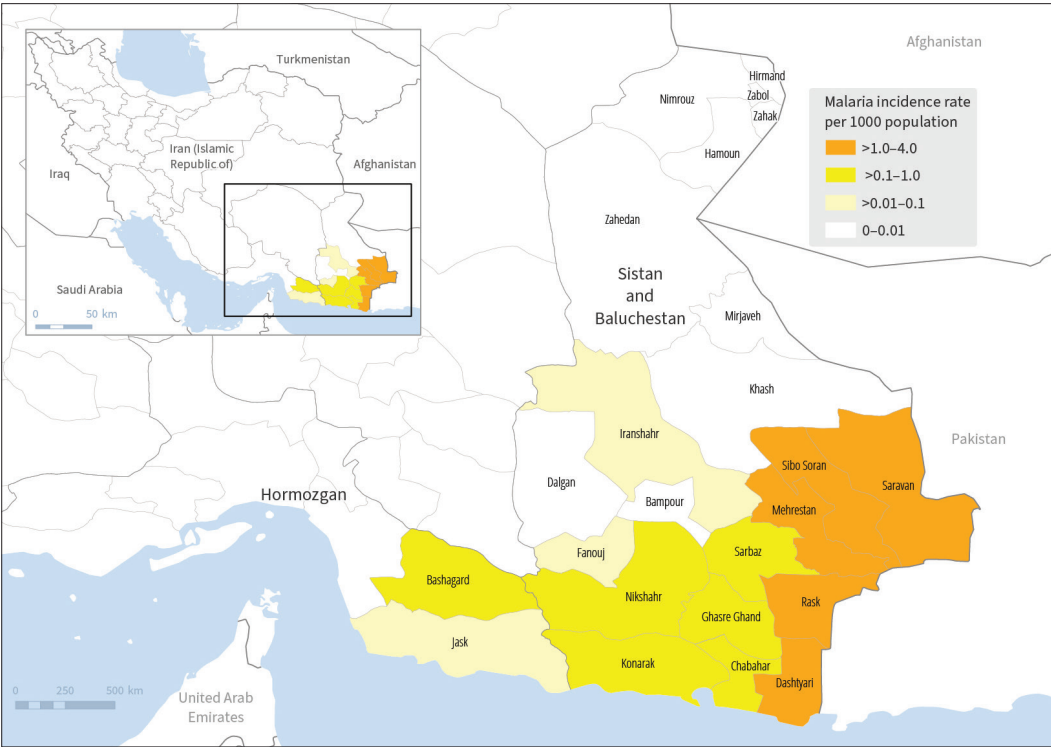 Turkmenistan
Iran (Islamic
Republic of)
Iraq
Afghanistan
Saudi Arabia
0 50 km
Afghanistan
Malaria incidence rate
per 1000 population
>1.0–4.0
>0.1–1.0
>0.01–0.1
0–0.01
Hirmand
Zabol
Zahak
Nimrouz
Hamoun
Zahedan
Sistan
and
Baluchestan
Mirjaveh
Khash
Pakistan
Iranshahr
Sibo Soran
Saravan
Dalgan
Bampour
Mehrestan
Hormozgan
Fanouj
Sarbaz
Bashagard
Nikshahr
Rask
Ghasre Ghand
Jask
Konarak
Chabahar
Dashtyari
0 250 500 km
United Arab
Emirates